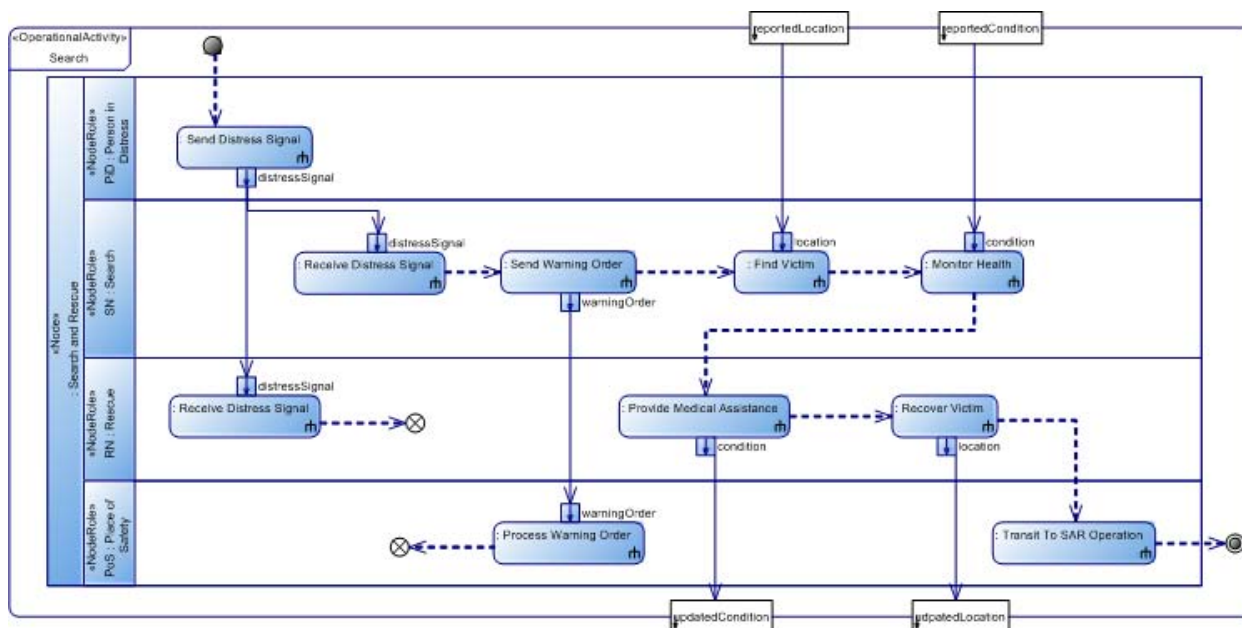 «OperationalActivity»
Search
reportedLocation
reportedCondition
«Node»
: Search and Rescue
«NodeRole»
PiD : Person in
Distress
: Send Distress Signal
distressSignal
«NodeRole»
SN : Search
distressSignal
location
condition
: Receive Distress Signal
: Send Warning Order
: Find Victim
: Monitor Health
warningOrder
«NodeRole»
RN : Rescue
distressSignal
: Receive Distress Signal
: Provide Medical Assistance
: Recover Victim
condition
location
«NodeRole»
PoS : Place of
Safety
warningOrder
: Process Warning Order
: Transit To SAR Operation
updatedCondition
udpatedLocation